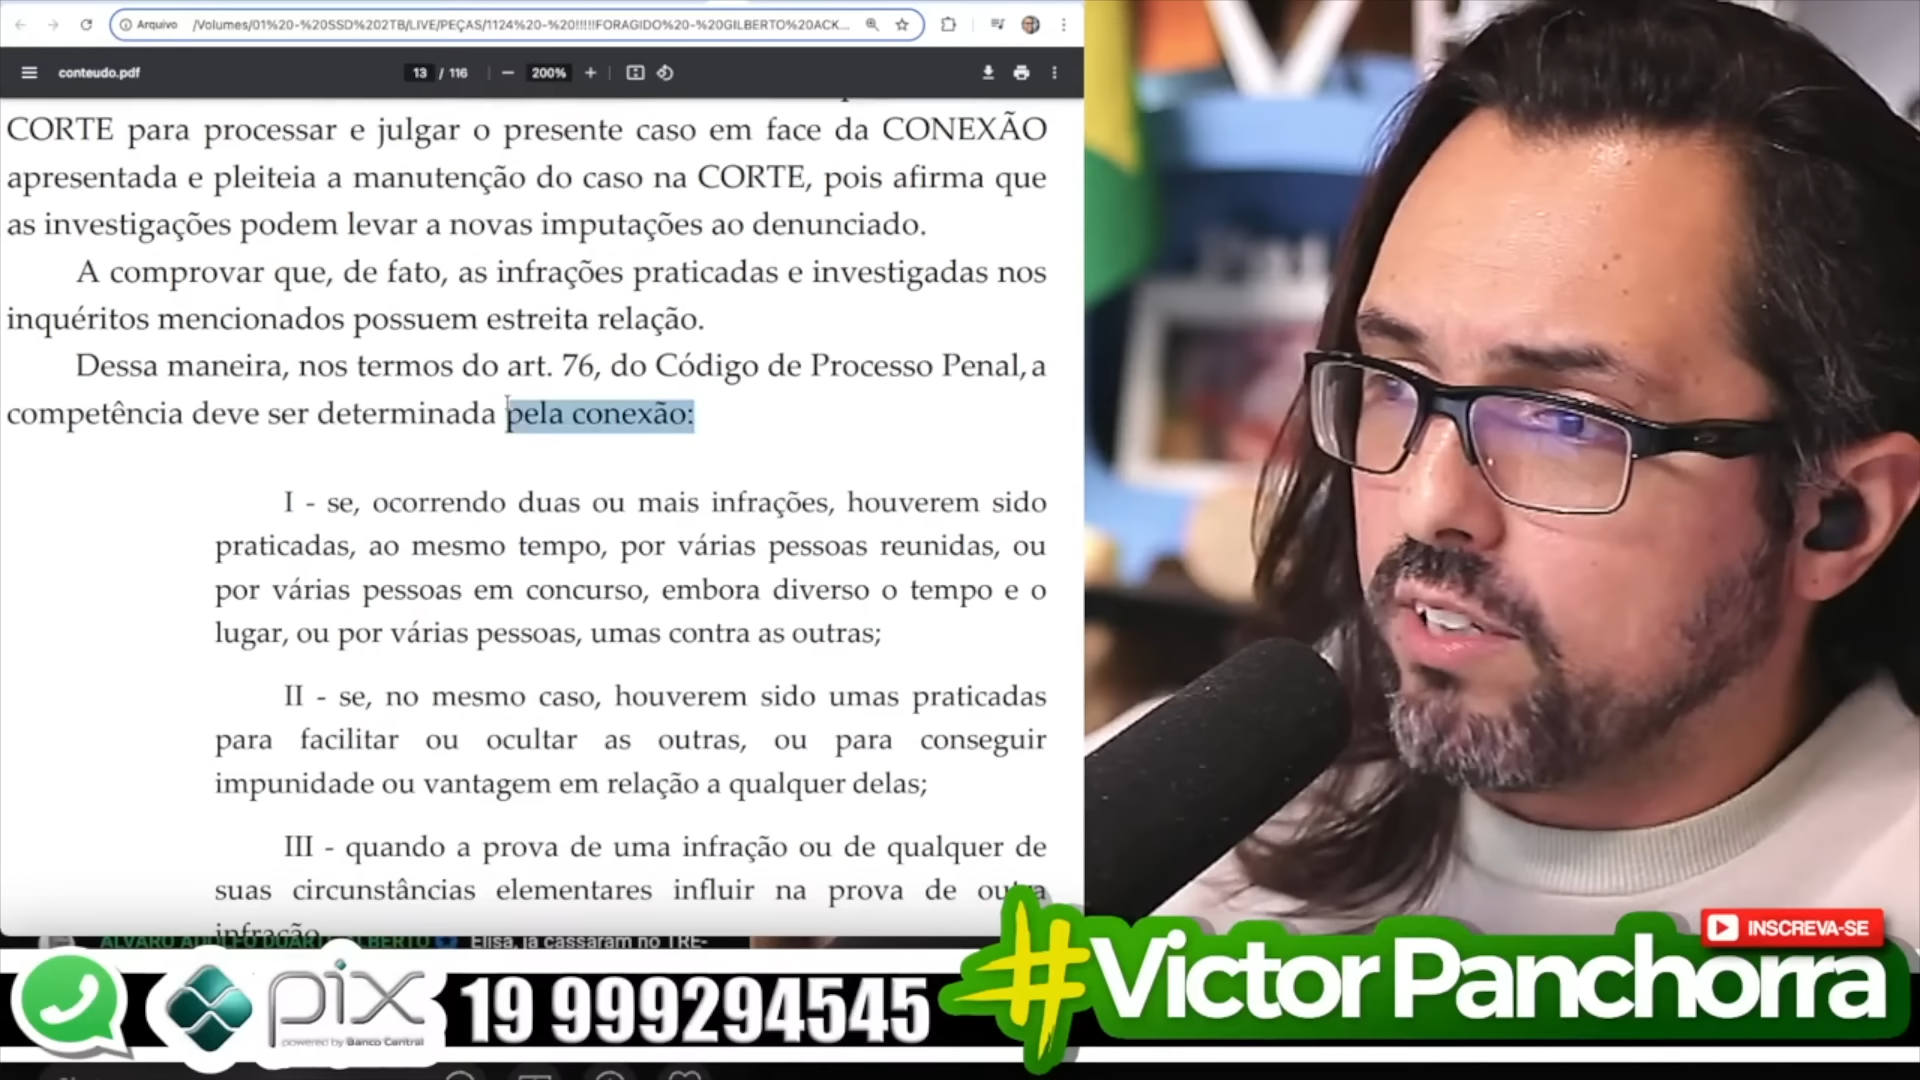 Arquivo /Volumes/01%20-%20SSD%202TB/LIVE/PEÇAS/1124%20-%20!!!!!FORAGIDO%20-%20GILBERTO%20ACK...
conteudo.pdf 13 / 116 200%
CORTE para processar e julgar o presente caso em face da CONEXÃO
apresentada e pleiteia a manutenção do caso na CORTE, pois afirma que
as investigações podem levar a novas imputações ao denunciado.
A comprovar que, de fato, as infrações praticadas e investigadas nos
inquéritos mencionados possuem estreita relação.
Dessa maneira, nos termos do art. 76, do Código de Processo Penal, a
competência deve ser determinada pela conexão:
I - se, ocorrendo duas ou mais infrações, houverem sido
praticadas, ao mesmo tempo, por várias pessoas reunidas, ou
por várias pessoas em concurso, embora diverso o tempo e o
lugar, ou por várias pessoas, umas contra as outras;
II - se, no mesmo caso, houverem sido umas praticadas
para facilitar ou ocultar as outras, ou para conseguir
impunidade ou vantagem em relação a qualquer delas;
III - quando a prova de uma infração ou de qualquer de
suas circunstâncias elementares influir na prova de outra
infração
Elisa, já cassaram no TRE-
INSCREVA-SE
pix
powered by Banco Central
19 999294545
#Victor Panchorra